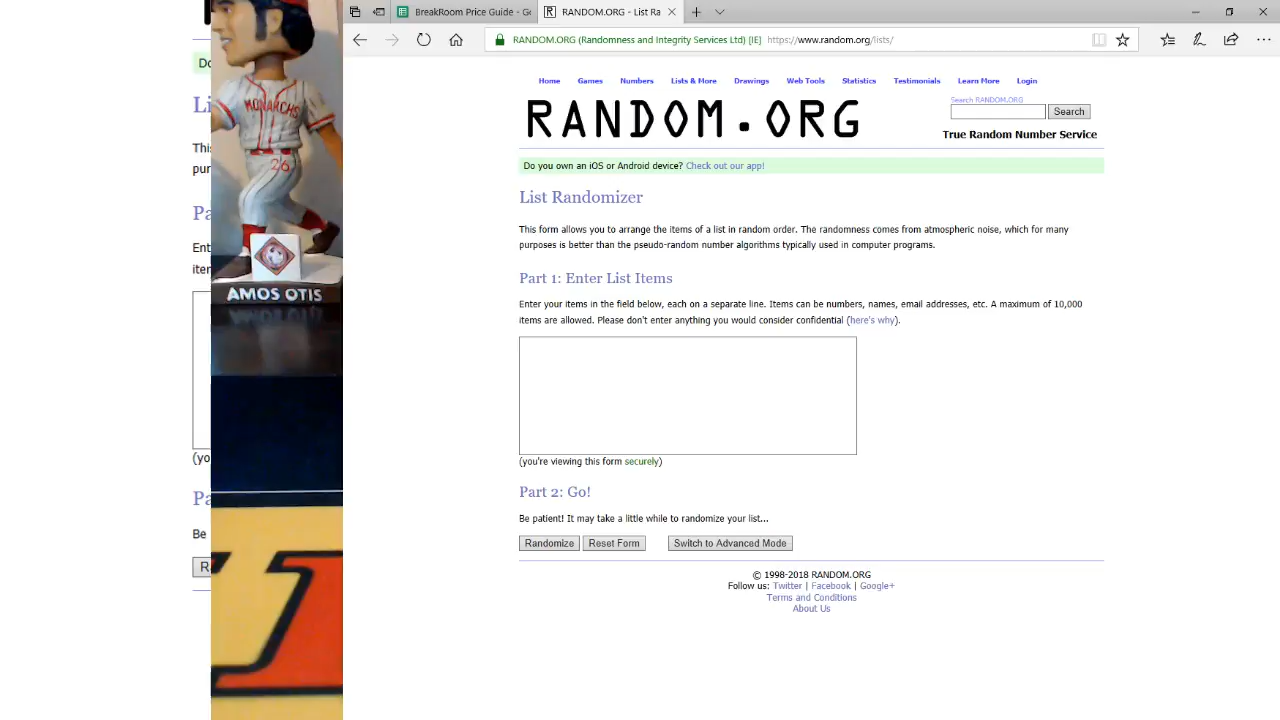 BreakRoom Price Guide - Go
RANDOM.ORG - List Ra
RANDOM.ORG (Randomness and Integrity Services Ltd) [IE] https://www.random.org/lists/
Home Games Numbers Lists & More Drawings Web Tools Statistics Testimonials Learn More Login
RANDOM.ORG
Search RANDOM.ORG
Search
True Random Number Service
Do you own an iOS or Android device? Check out our app!
List Randomizer
This form allows you to arrange the items of a list in random order. The randomness comes from atmospheric noise, which for many
purposes is better than the pseudo-random number algorithms typically used in computer programs.
Part 1: Enter List Items
Enter your items in the field below, each on a separate line. Items can be numbers, names, email addresses, etc. A maximum of 10,000
items are allowed. Please don't enter anything you would consider confidential (here's why).
(you're viewing this form securely)
Part 2: Go!
Be patient! It may take a little while to randomize your list...
Randomize Reset Form Switch to Advanced Mode
© 1998-2018 RANDOM.ORG
Follow us: Twitter | Facebook | Google+
Terms and Conditions
About Us
MONARCHS
26
AMOS OTIS
Do
Li
This
pur
Pa
Ent
iter
(yo
Pa
Be
R